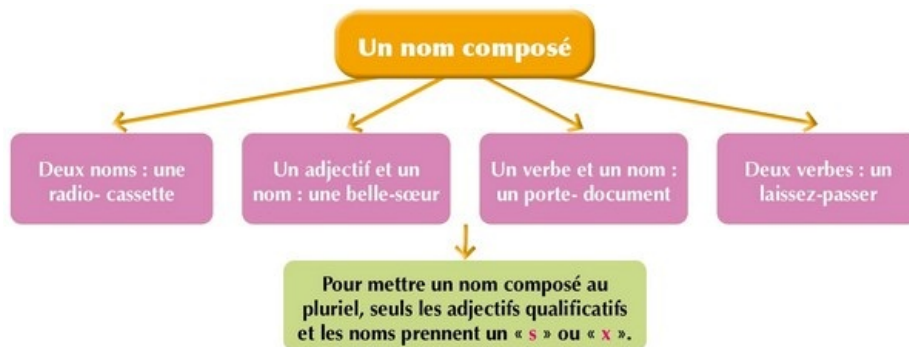 Un nom composé
Deux noms : une
radio- cassette
Un adjectif et un
nom : une belle-sœur
Un verbe et un nom :
un porte- document
Deux verbes : un
laissez-passer
Pour mettre un nom composé au
pluriel, seuls les adjectifs qualificatifs
et les noms prennent un « s » ou « x ».